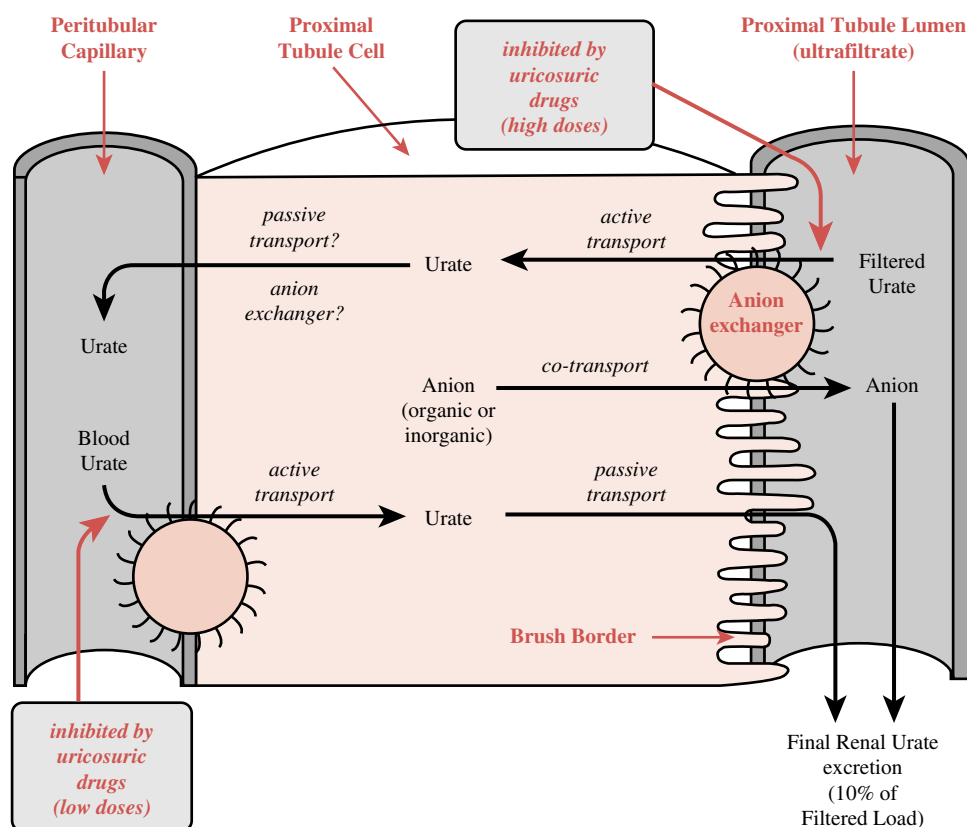 Peritubular
Capillary
Proximal
Tubule Cell
inhibited by
uricosuric
drugs
(high doses)
Proximal Tubule Lumen
(ultrafiltrate)
passive
transport?
active
transport
Urate
Filtered
Urate
anion
exchanger?
Anion
exchanger
Urate
co-transport
Anion
(organic or
inorganic)
Anion
Blood
Urate
active
transport
passive
transport
Urate
Brush Border
inhibited by
uricosuric
drugs
(low doses)
Final Renal Urate
excretion
(10% of
Filtered Load)